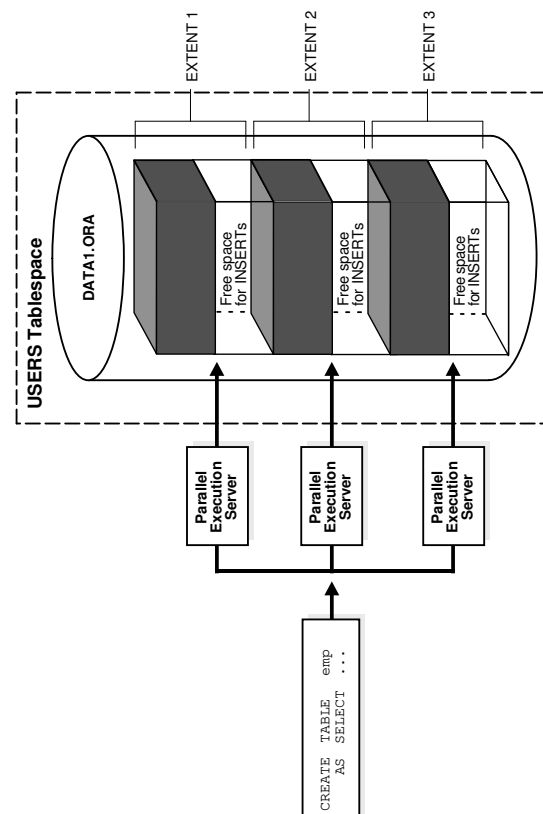 USERS Tablespace
DATA1.ORA
EXTENT 1
EXTENT 2
EXTENT 3
Free space
for INSERTs
Free space
for INSERTs
Free space
for INSERTs
Parallel
Execution
Server
Parallel
Execution
Server
Parallel
Execution
Server
CREATE TABLE emp
AS SELECT ...